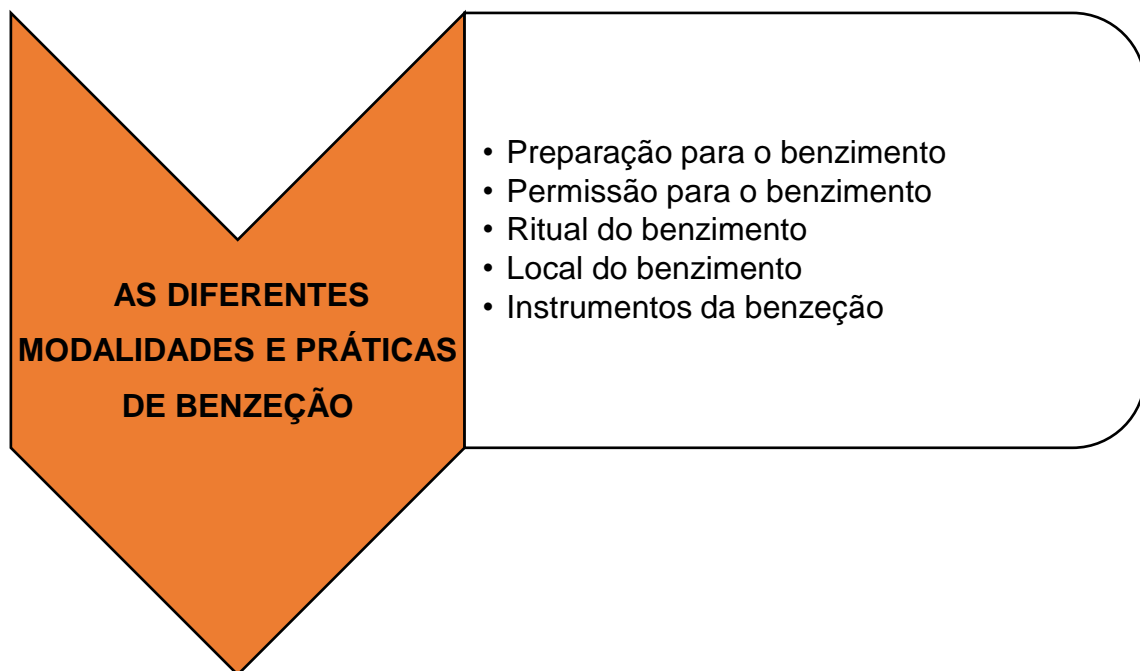 AS DIFERENTES
MODALIDADES E PRÁTICAS
DE BENZEÇÃO
• Preparação para o benzimento
• Permissão para o benzimento
• Ritual do benzimento
• Local do benzimento
• Instrumentos da benzeção